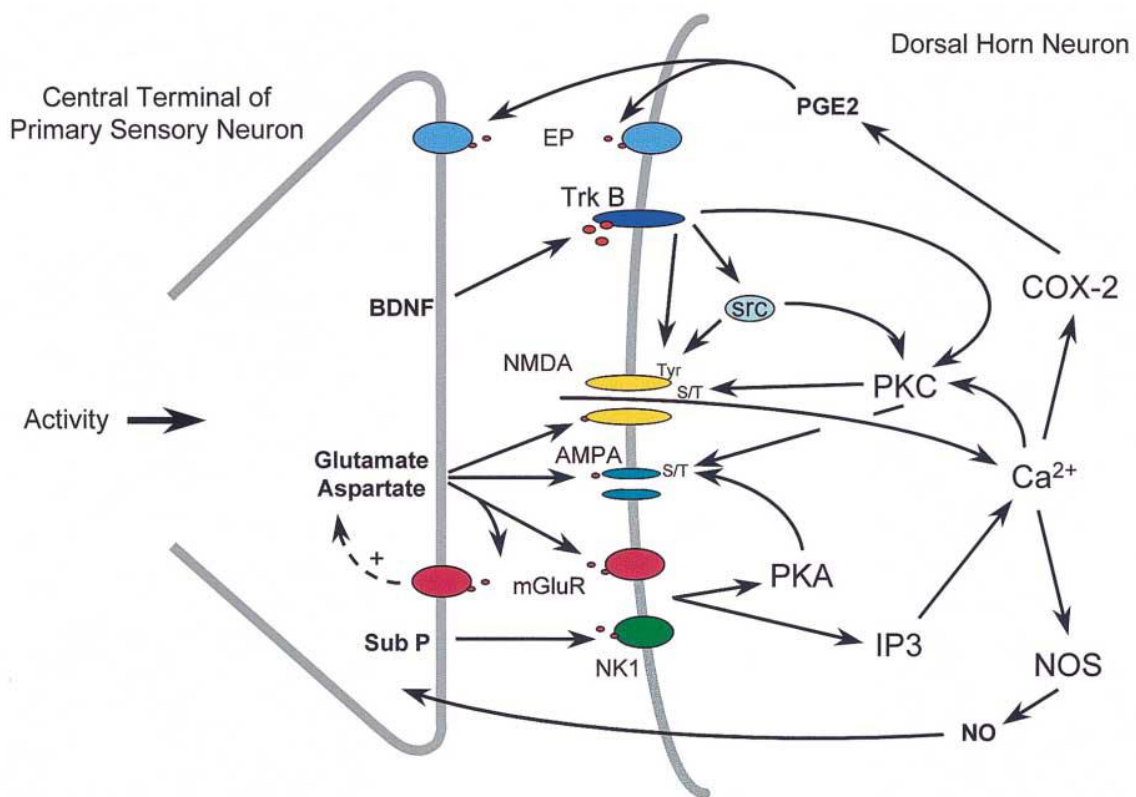 Dorsal Horn Neuron
Central Terminal of
Primary Sensory Neuron
PGE2
EP
Trk B
COX-2
BDNF
src
NMDA
Tyr
S/T
PKC
Activity
Glutamate
Aspartate
AMPA
S/T
Ca²⁺
+
mGluR
PKA
Sub P
NK1
IP3
NOS
NO